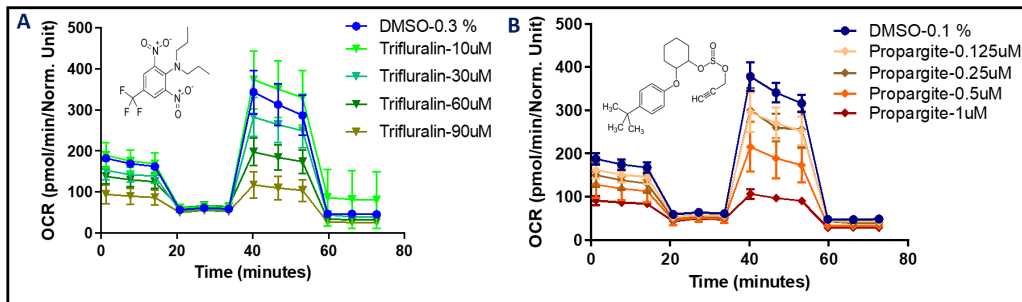 A
OCR (pmol/min/Norm. Unit)
500
400
300
200
100
0
0
20
40
60
80
Time (minutes)
DMSO-0.3 %
Trifluralin-10uM
Trifluralin-30uM
Trifluralin-60uM
Trifluralin-90uM
O
N⁺
O⁻
N
F
F
F
N⁺
O⁻
O
B
OCR (pmol/min/Norm. Unit)
500
400
300
200
100
0
0
20
40
60
80
Time (minutes)
DMSO-0.1 %
Propargite-0.125uM
Propargite-0.25uM
Propargite-0.5uM
Propargite-1uM
O
O
S
O
O
HC
CH₃
H₃C
CH₃